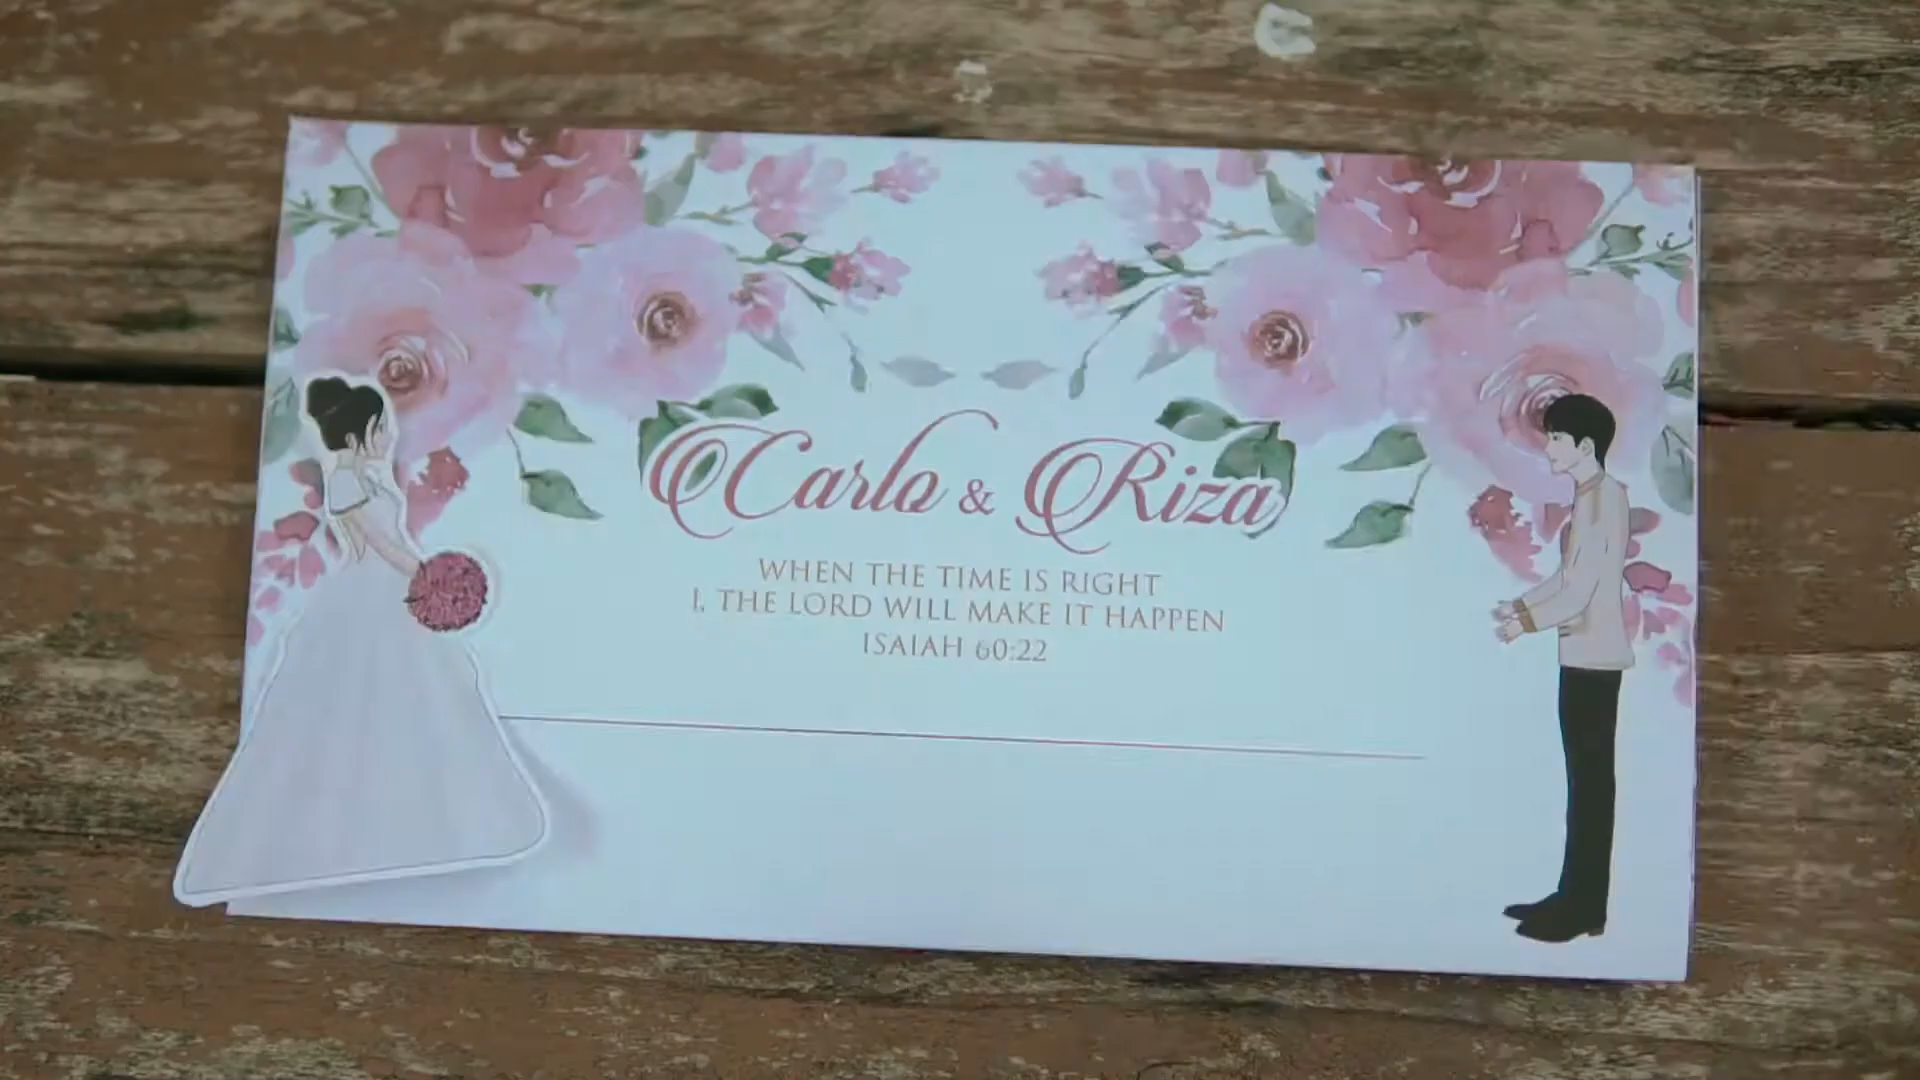 Carlo & Riza
WHEN THE TIME IS RIGHT
I, THE LORD WILL MAKE IT HAPPEN
ISAIAH 60:22